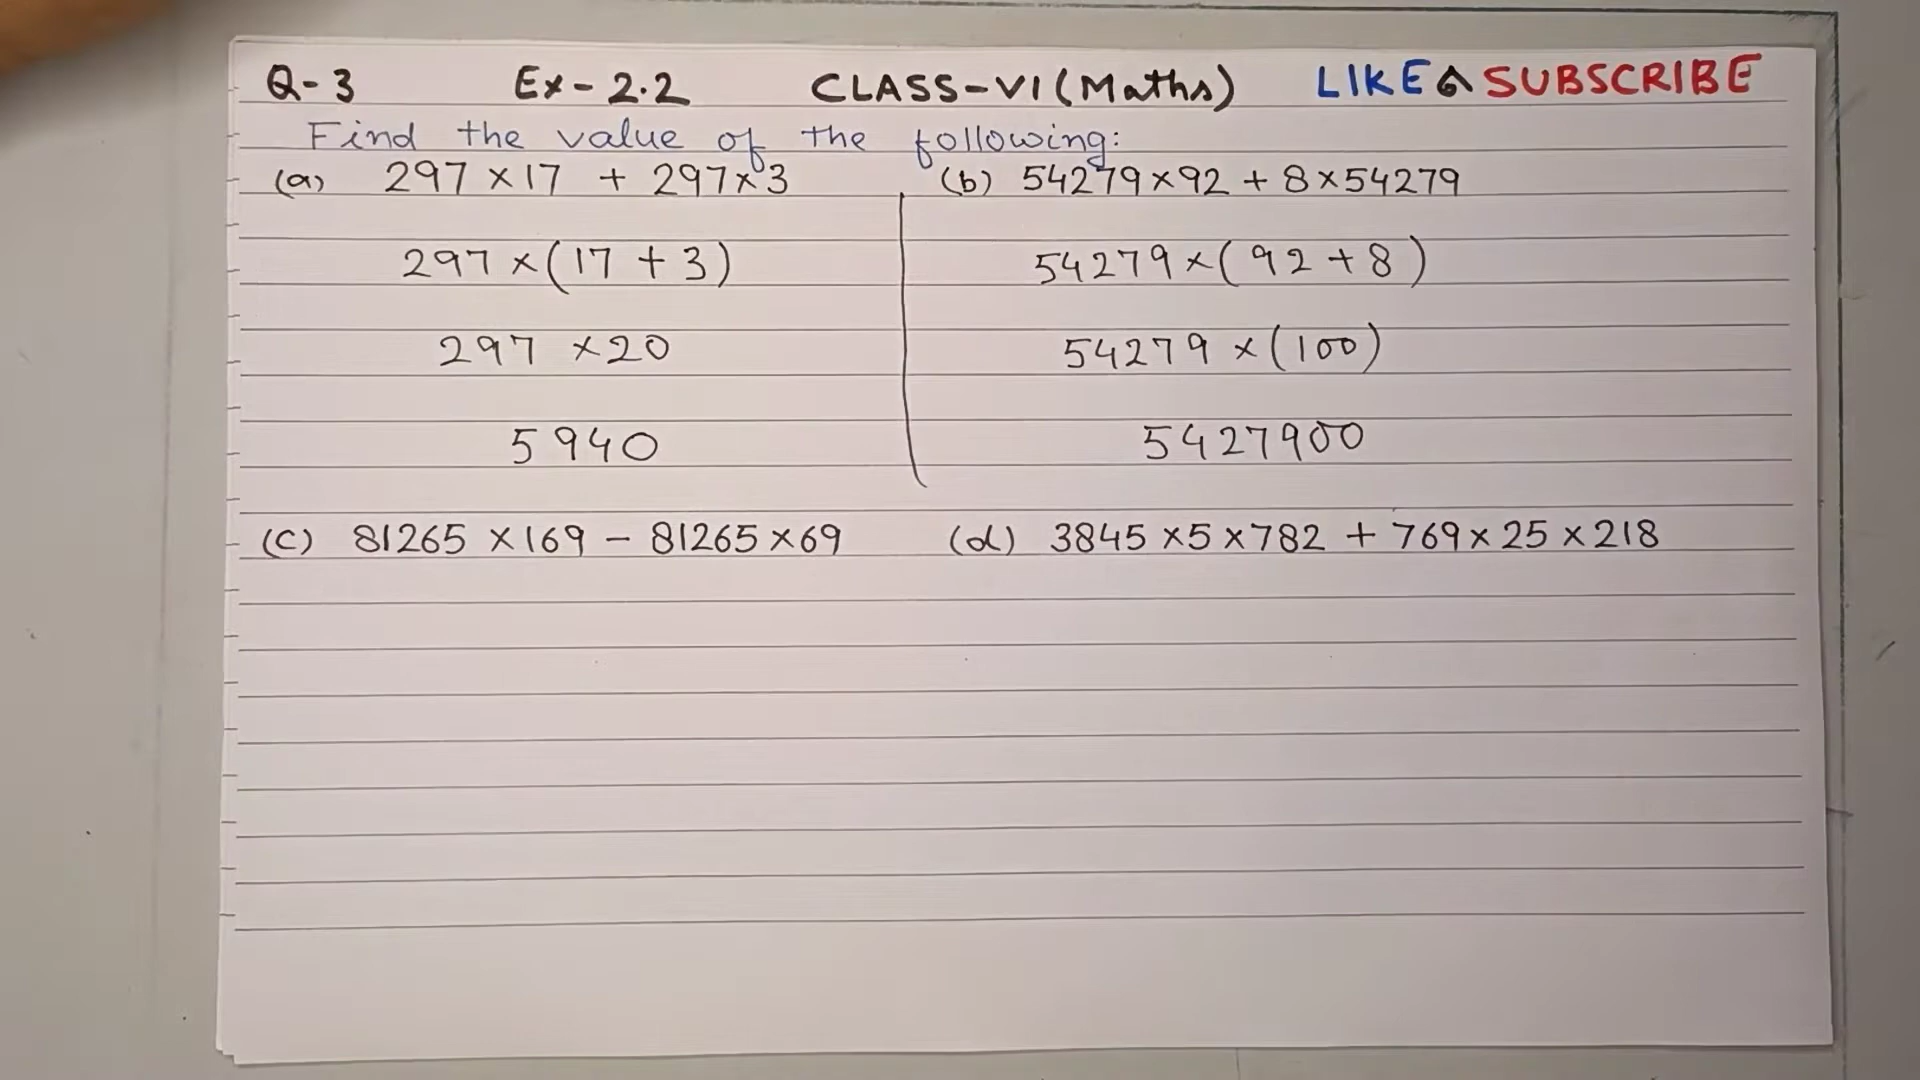 Q-3 Ex-2.2 CLASS-VI (Maths) LIKE & SUBSCRIBE
Find the value of the following:
(a) 297 × 17 + 297 × 3 (b) 54279 × 92 + 8 × 54279
297 × (17 + 3) 54279 × (92 + 8)
297 × 20 54279 × (100)
5940 5427900
(c) 81265 × 169 - 81265 × 69 (d) 3845 × 5 × 782 + 769 × 25 × 218